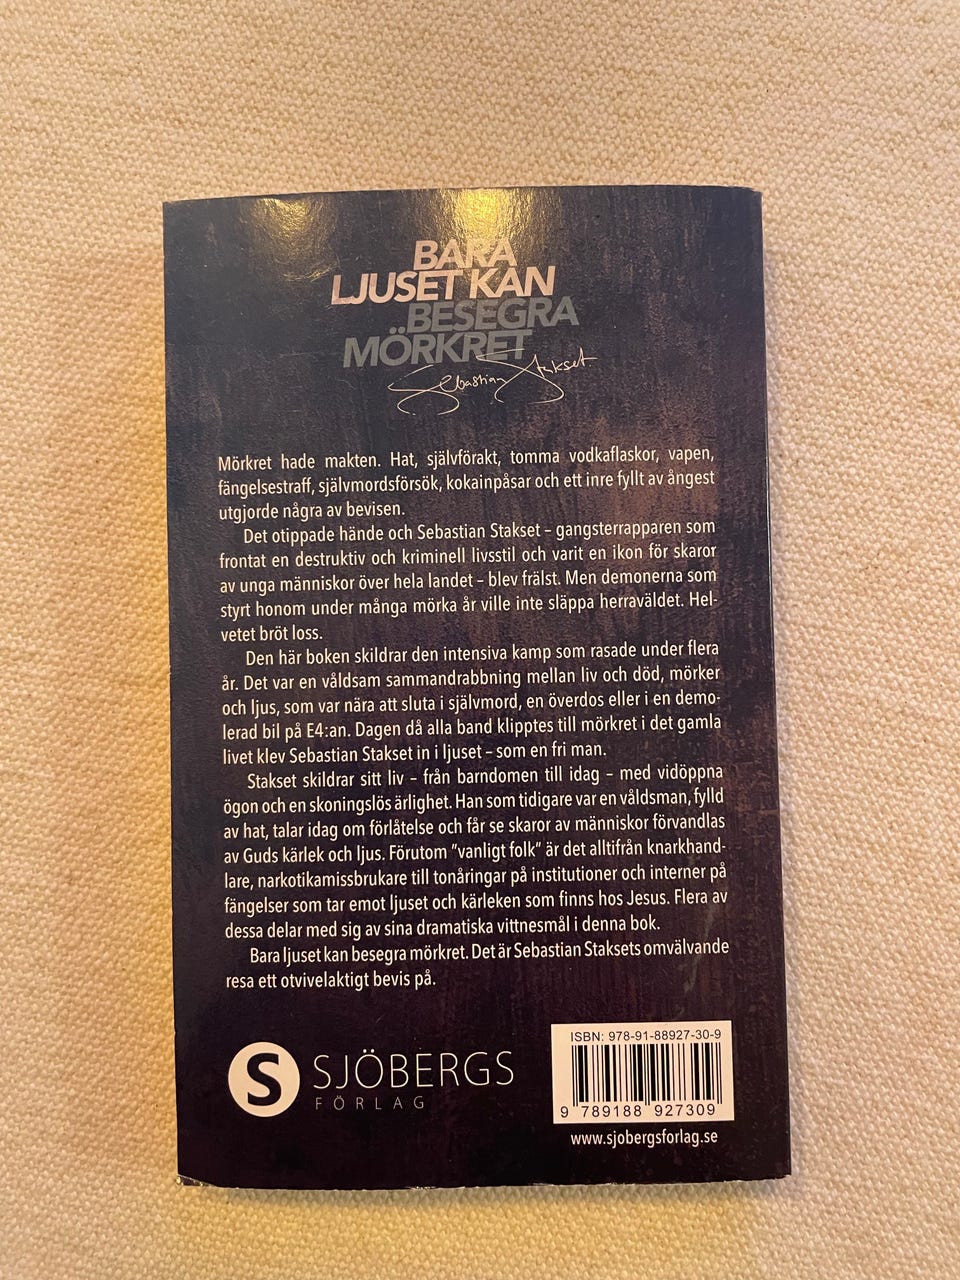 BARA
LJUSET KAN
BESEGRA
MÖRKRET
Sebastian Stakset
Mörkret hade makten. Hat, självförakt, tomma vodkaflaskor, vapen,
fängelsestraff, självmordsförsök, kokainpåsar och ett inre fyllt av ångest
utgjorde några av bevisen.
Det otippade hände och Sebastian Stakset – gangsterrapparen som
frontat en destruktiv och kriminell livsstil och varit en ikon för skaror
av unga människor över hela landet – blev frälst. Men demonerna som
styrt honom under många mörka år ville inte släppa herraväldet. Hel-
vetet bröt loss.
Den här boken skildrar den intensiva kamp som rasade under flera
år. Det var en våldsam sammandrabbning mellan liv och död, mörker
och ljus, som var nära att sluta i självmord, en överdos eller i en demo-
lerad bil på E4:an. Dagen då alla band klipptes till mörkret i det gamla
livet klev Sebastian Stakset in i ljuset – som en fri man.
Stakset skildrar sitt liv – från barndomen till idag – med vidöppna
ögon och en skoningslös ärlighet. Han som tidigare var en våldsman, fylld
av hat, talar idag om förlåtelse och får se skaror av människor förvandlas
av Guds kärlek och ljus. Förutom ”vanligt folk” är det alltifrån knarkhand-
lare, narkotikamissbrukare till tonåringar på institutioner och interner på
fängelser som tar emot ljuset och kärleken som finns hos Jesus. Flera av
dessa delar med sig av sina dramatiska vittnesmål i denna bok.
Bara ljuset kan besegra mörkret. Det är Sebastian Staksets omvälvande
resa ett otvivelaktigt bevis på.
S SJÖBERGS
FÖRLAG
ISBN: 978-91-88927-30-9
9 789188 927309
www.sjobergsforlag.se